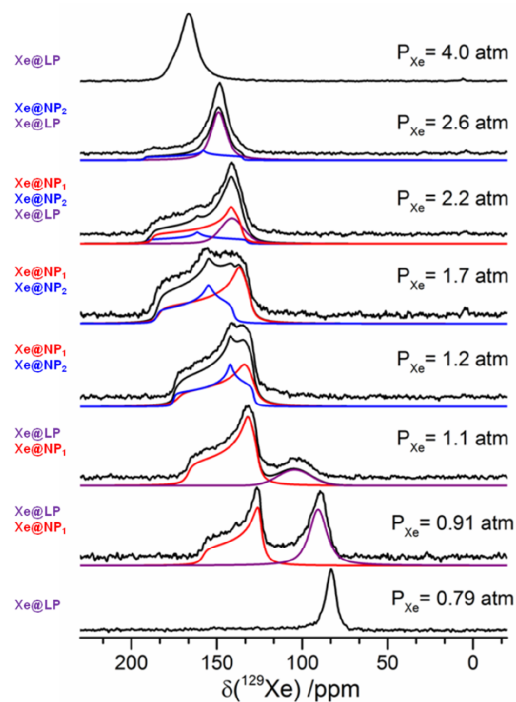 Xe@LP
P_Xe = 4.0 atm
Xe@NP₂
Xe@LP
P_Xe = 2.6 atm
Xe@NP₁
Xe@NP₂
Xe@LP
P_Xe = 2.2 atm
Xe@NP₁
Xe@NP₂
P_Xe = 1.7 atm
Xe@NP₁
Xe@NP₂
P_Xe = 1.2 atm
Xe@LP
Xe@NP₁
P_Xe = 1.1 atm
Xe@LP
Xe@NP₁
P_Xe = 0.91 atm
Xe@LP
P_Xe = 0.79 atm
200 150 100 50 0
δ(¹²⁹Xe) /ppm